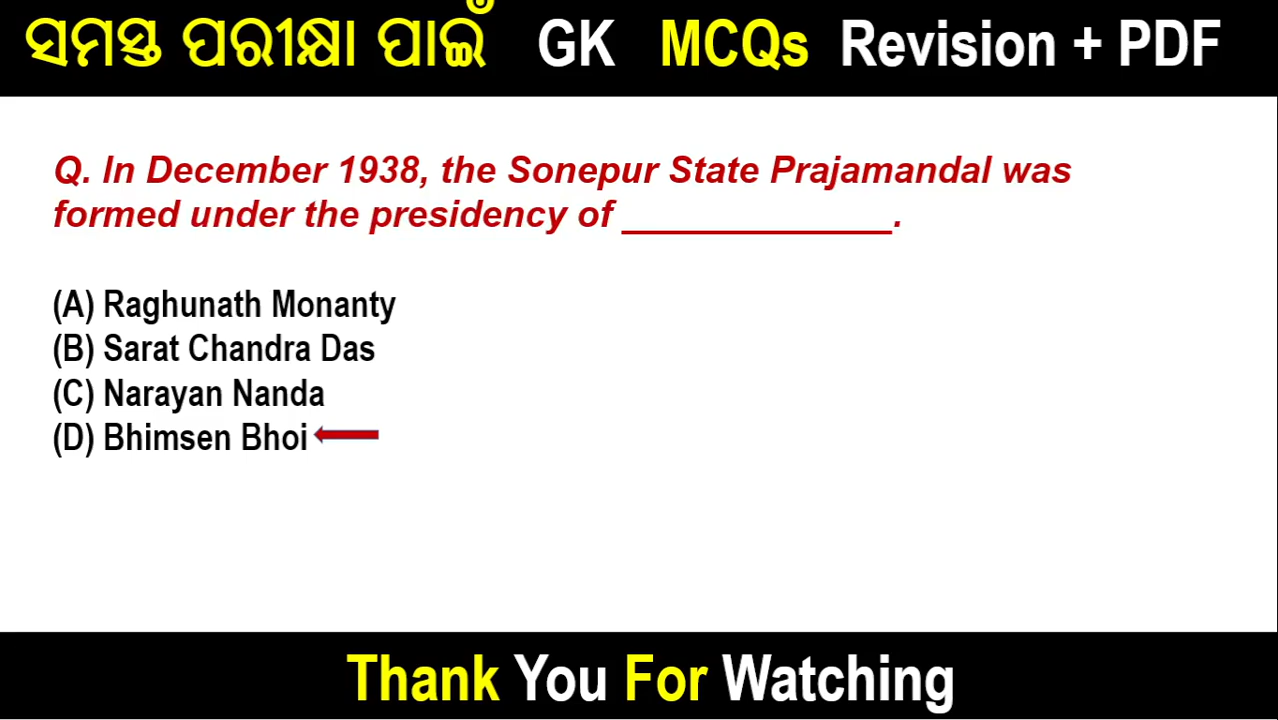 ସମସ୍ତ ପରୀକ୍ଷା ପାଇଁ GK MCQs Revision + PDF
Q. In December 1938, the Sonepur State Prajamandal was
formed under the presidency of _____________.
(A) Raghunath Monanty
(B) Sarat Chandra Das
(C) Narayan Nanda
(D) Bhimsen Bhoi
Thank You For Watching